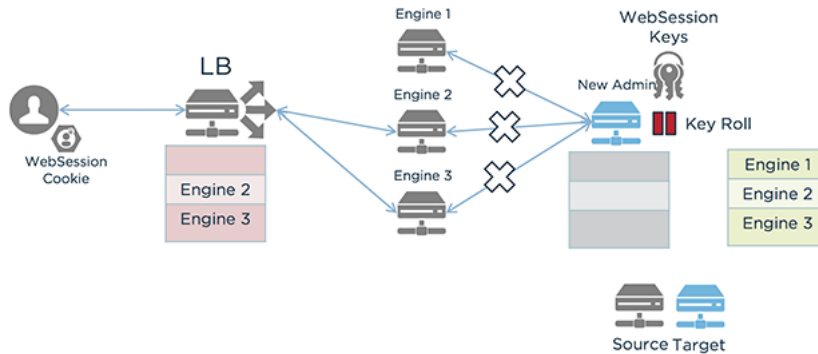 Engine 1
WebSession
Keys
LB
Engine 2
New Admin
Key Roll
WebSession
Cookie
Engine 3
Engine 2
Engine 3
Engine 1
Engine 2
Engine 3
Source Target